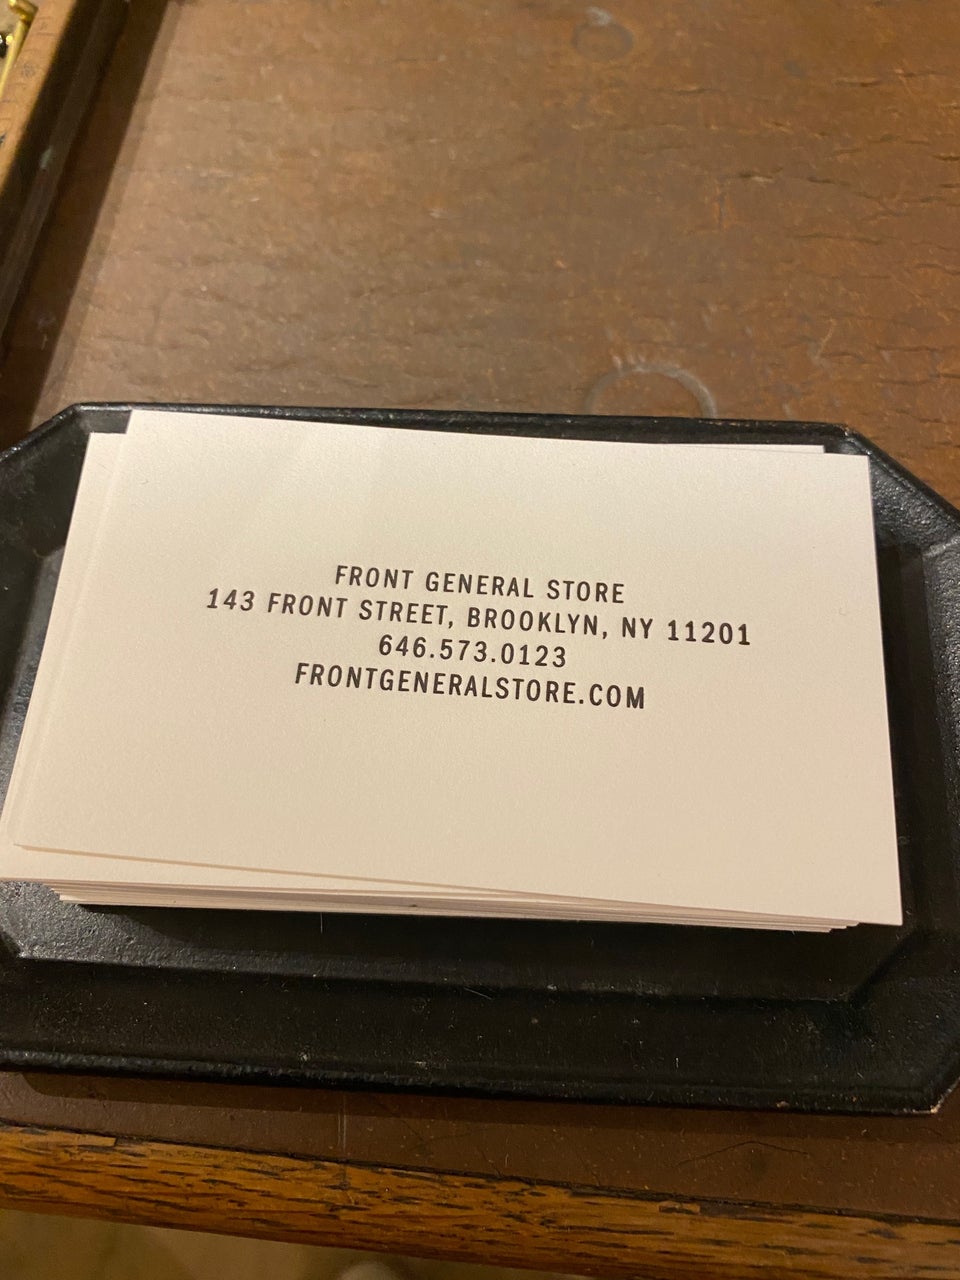 FRONT GENERAL STORE
143 FRONT STREET, BROOKLYN, NY 11201
646.573.0123
FRONTGENERALSTORE.COM